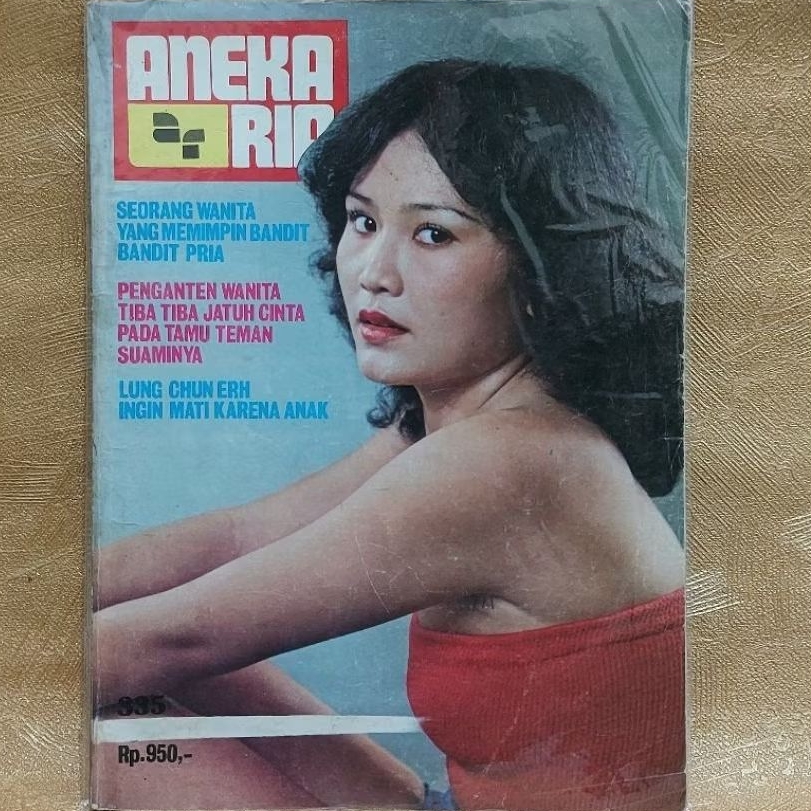 ANEKA
ar RIA
SEORANG WANITA
YANG MEMIMPIN BANDIT
BANDIT PRIA
PENGANTEN WANITA
TIBA TIBA JATUH CINTA
PADA TAMU TEMAN
SUAMINYA
LUNG CHUN ERH
INGIN MATI KARENA ANAK
335
Rp.950,-